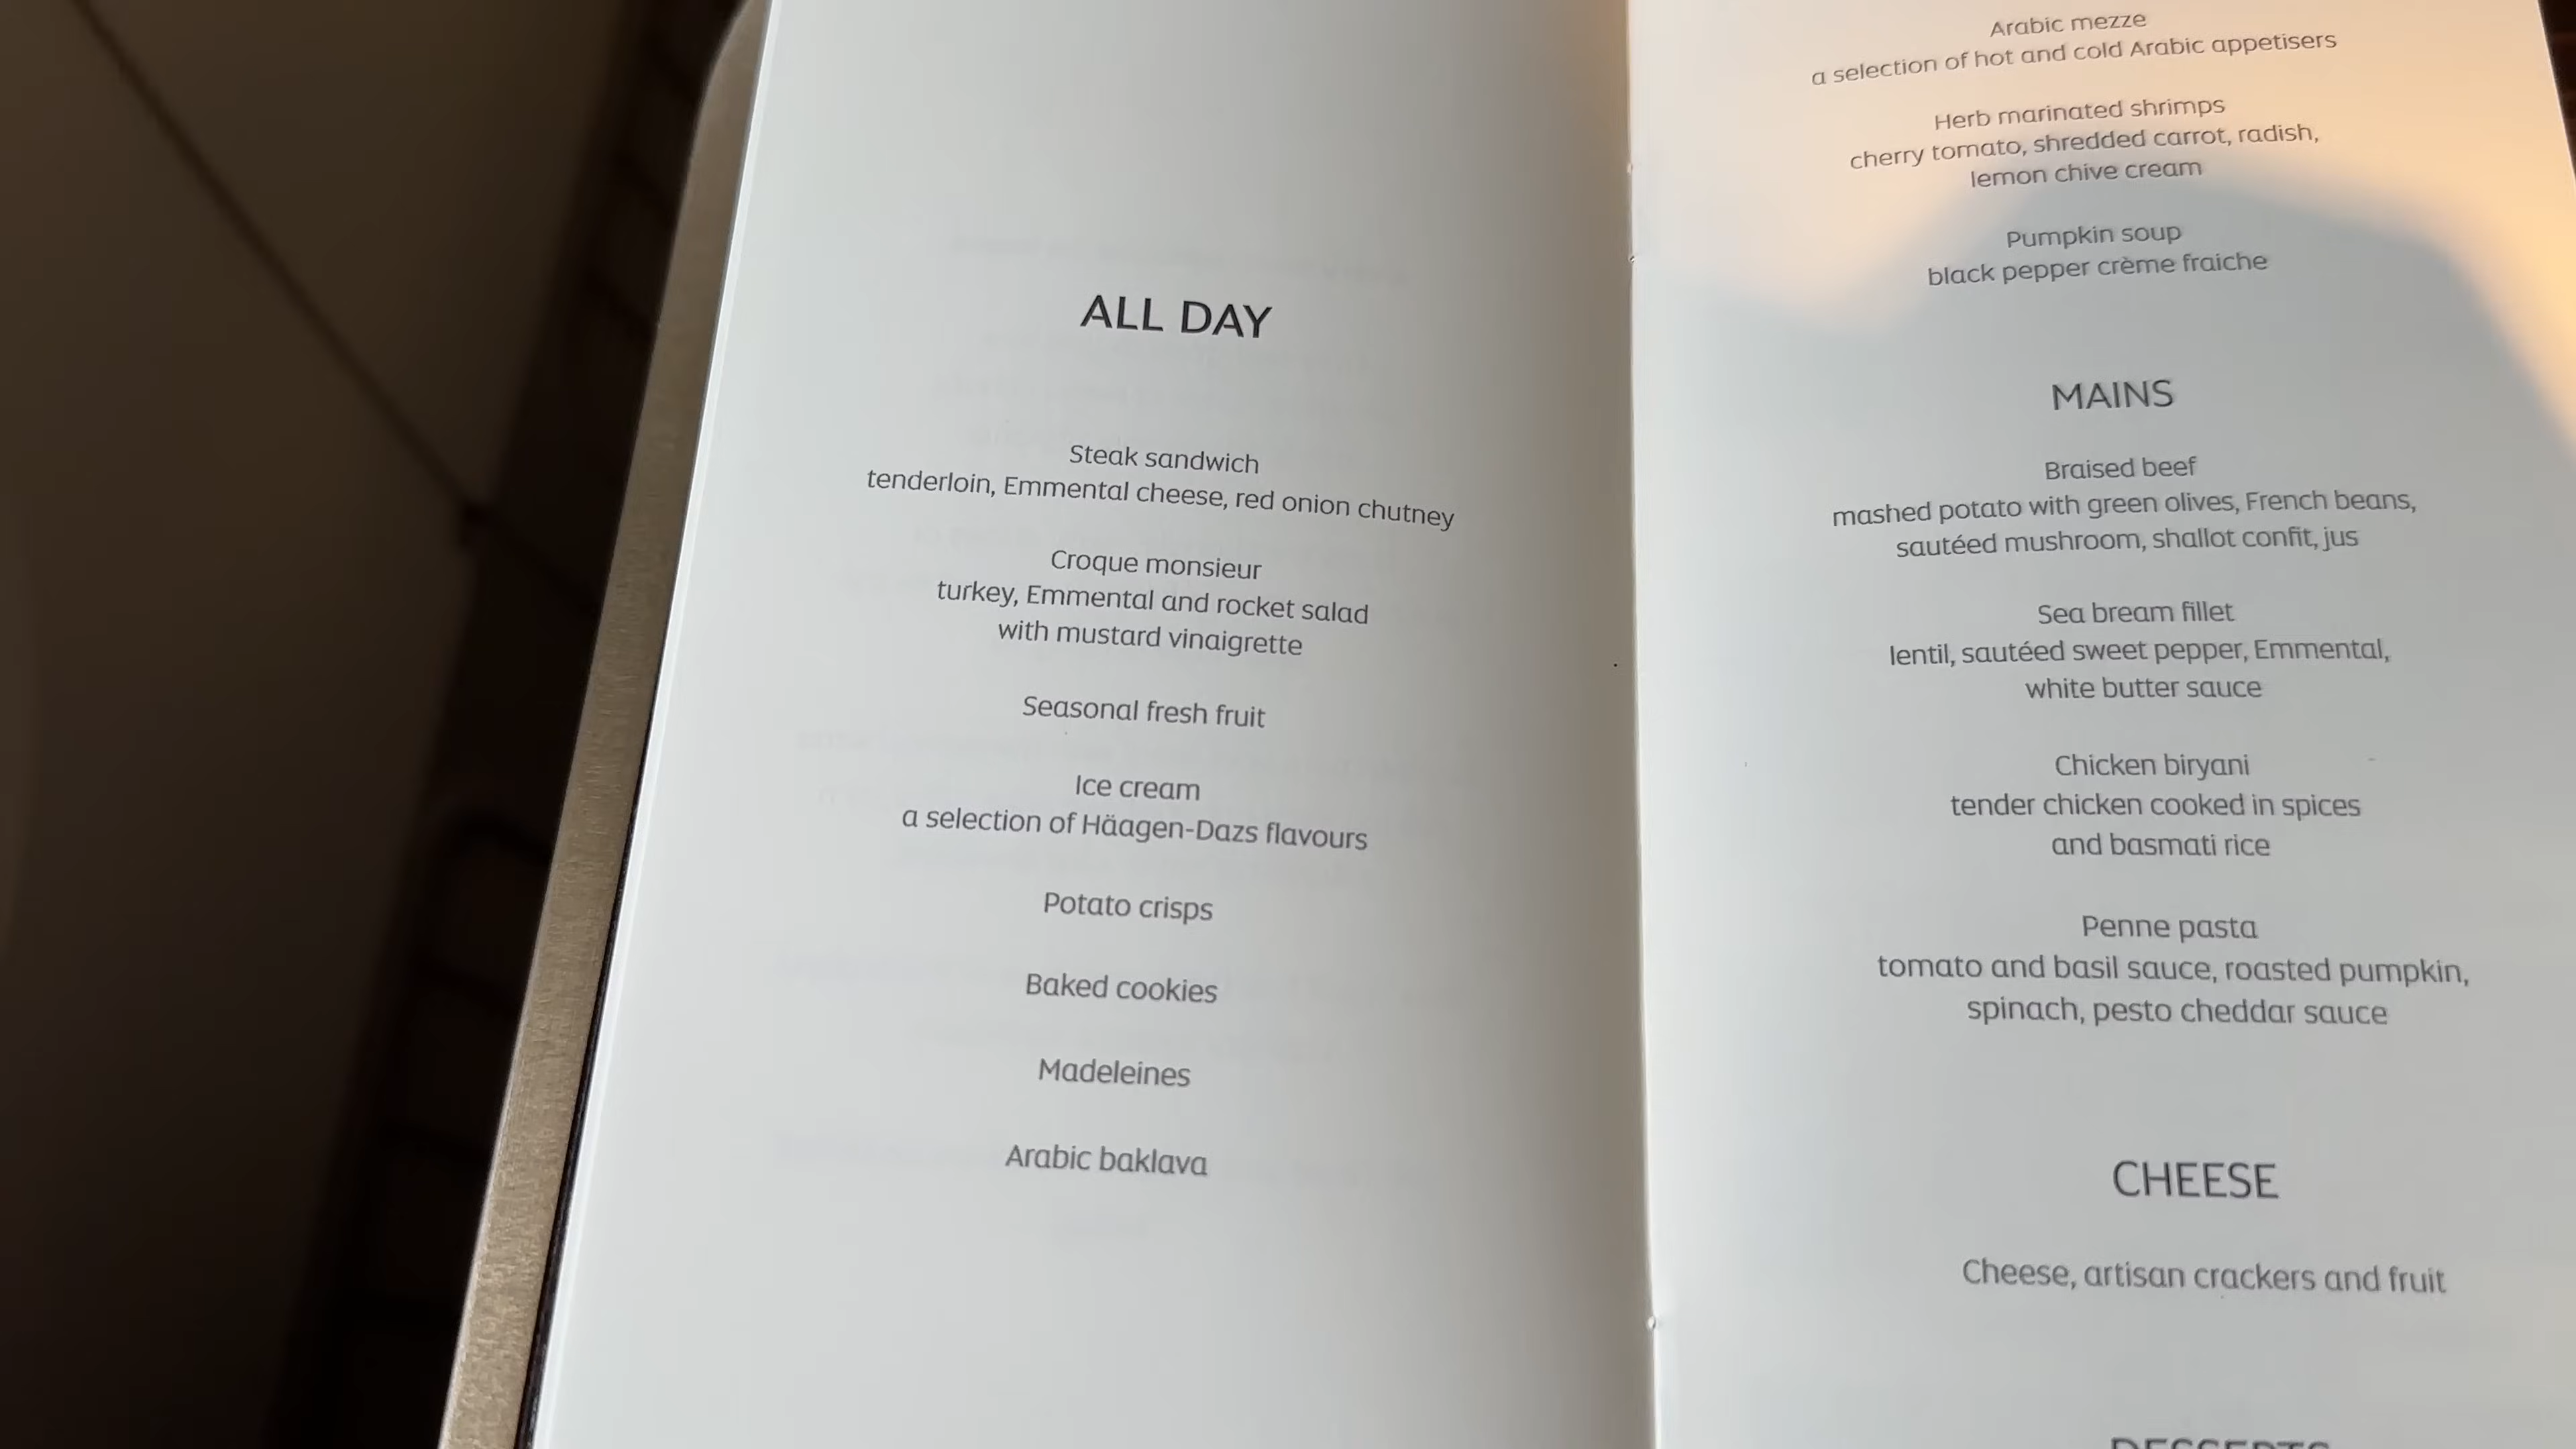 ALL DAY
Steak sandwich
tenderloin, Emmental cheese, red onion chutney
Croque monsieur
turkey, Emmental and rocket salad
with mustard vinaigrette
Seasonal fresh fruit
Ice cream
a selection of Häagen-Dazs flavours
Potato crisps
Baked cookies
Madeleines
Arabic baklava
Arabic mezze
a selection of hot and cold Arabic appetisers
Herb marinated shrimps
cherry tomato, shredded carrot, radish,
lemon chive cream
Pumpkin soup
black pepper crème fraiche
MAINS
Braised beef
mashed potato with green olives, French beans,
sautéed mushroom, shallot confit, jus
Sea bream fillet
lentil, sautéed sweet pepper, Emmental,
white butter sauce
Chicken biryani
tender chicken cooked in spices
and basmati rice
Penne pasta
tomato and basil sauce, roasted pumpkin,
spinach, pesto cheddar sauce
CHEESE
Cheese, artisan crackers and fruit
DESSERTS